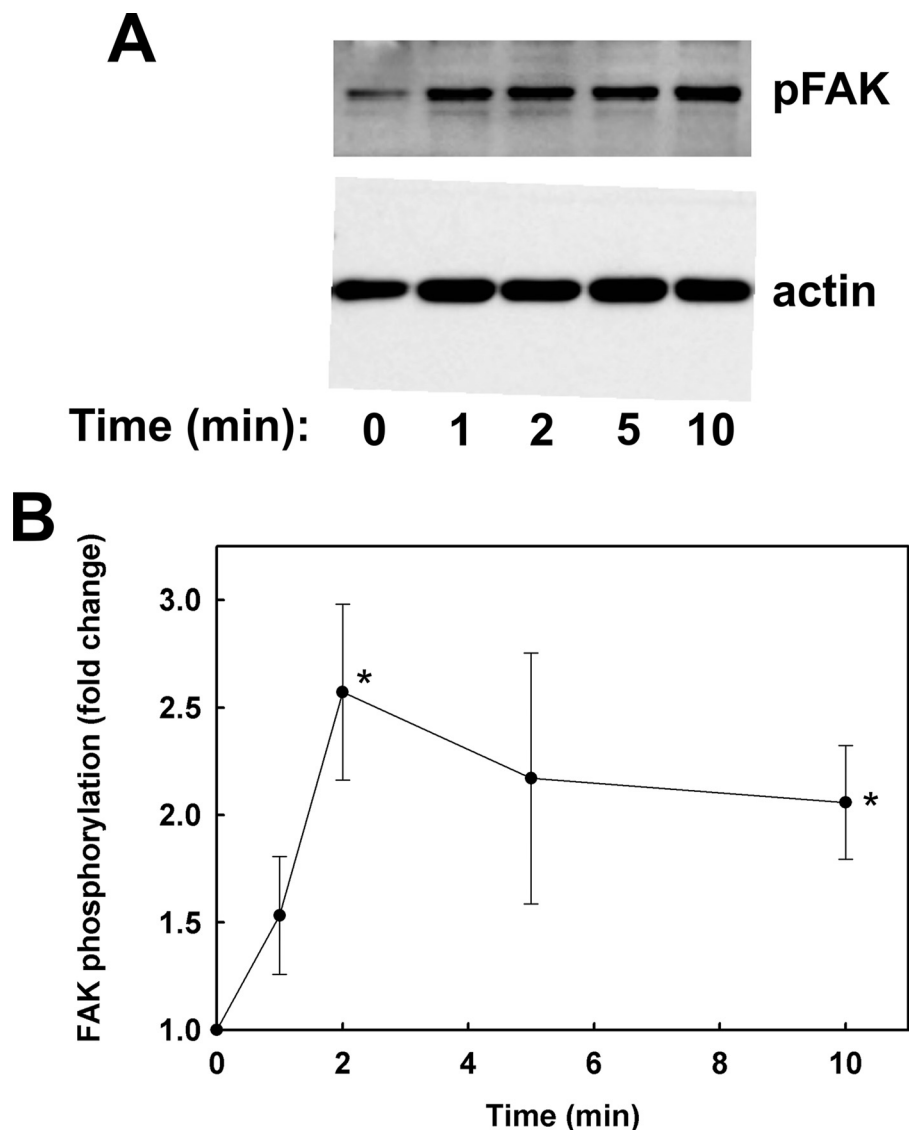 A
pFAK
actin
Time (min): 0 1 2 5 10
B
FAK phosphorylation (fold change)
3.0
2.5
2.0
1.5
1.0
*
*
0 2 4 6 8 10
Time (min)